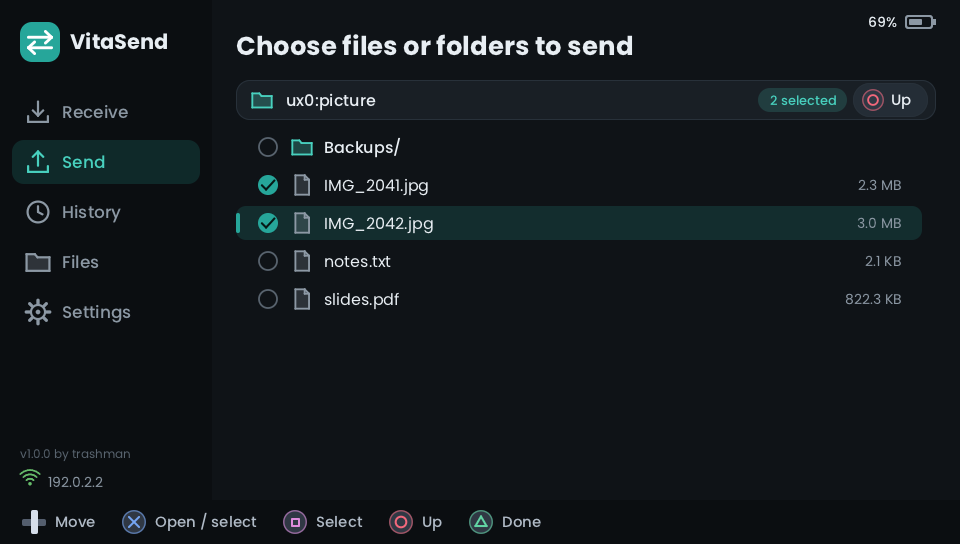 VitaSend
69%
Choose files or folders to send
ux0:picture
2 selected
Up
Receive
Send
History
Files
Settings
Backups/
IMG_2041.jpg
2.3 MB
IMG_2042.jpg
3.0 MB
notes.txt
2.1 KB
slides.pdf
822.3 KB
v1.0.0 by trashman
192.0.2.2
Move
Open / select
Select
Up
Done